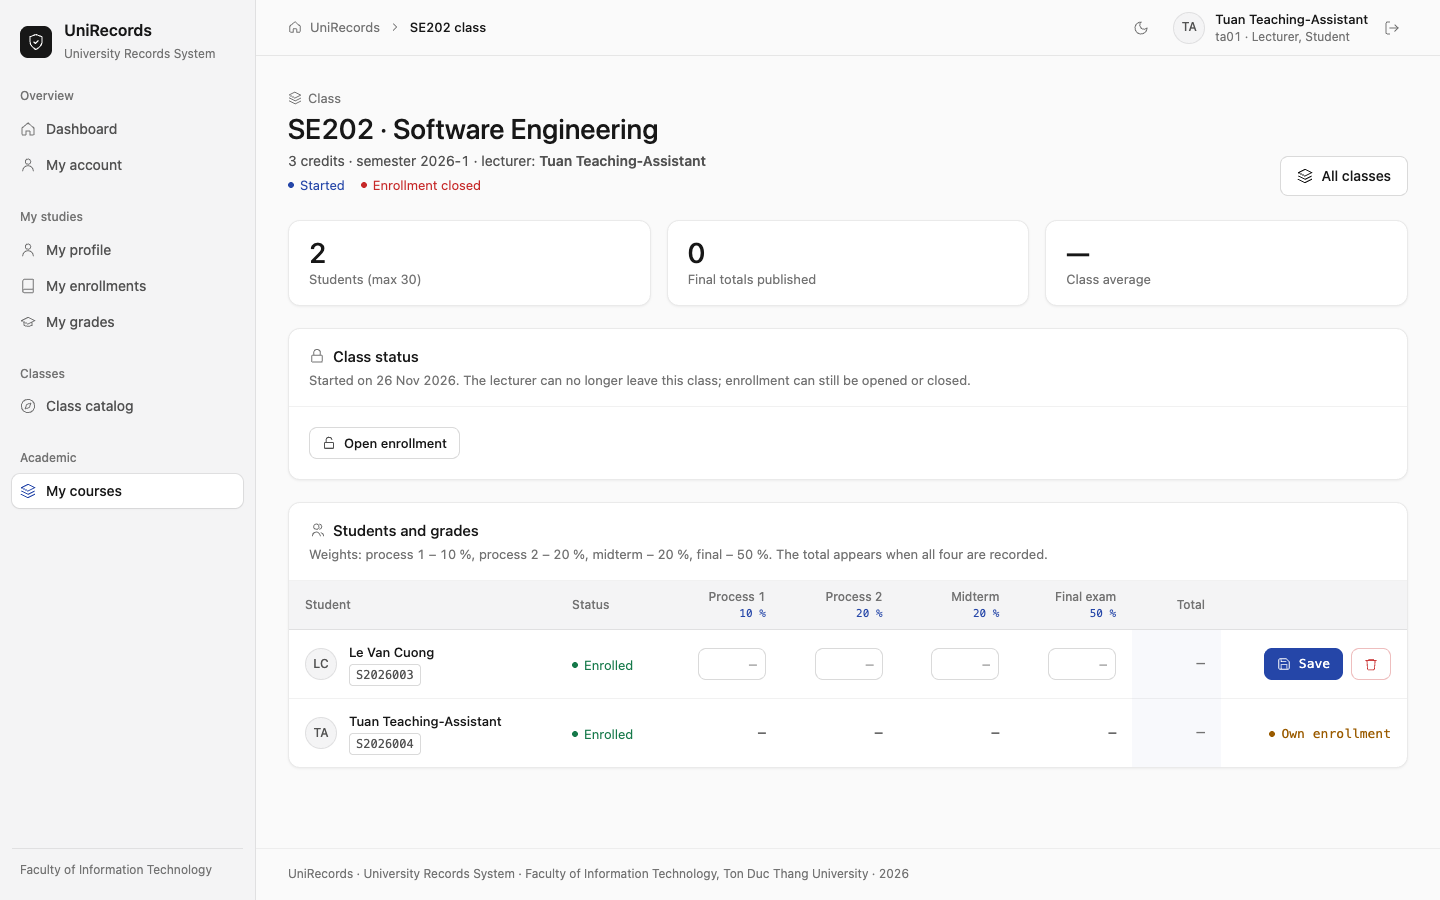 UniRecords
University Records System
Overview
Dashboard
My account
My studies
My profile
My enrollments
My grades
Classes
Class catalog
Academic
My courses
Faculty of Information Technology
UniRecords > SE202 class
TA
Tuan Teaching-Assistant
ta01 · Lecturer, Student
Class
SE202 · Software Engineering
3 credits · semester 2026-1 · lecturer: Tuan Teaching-Assistant
Started Enrollment closed
All classes
2
Students (max 30)
0
Final totals published
—
Class average
Class status
Started on 26 Nov 2026. The lecturer can no longer leave this class; enrollment can still be opened or closed.
Open enrollment
Students and grades
Weights: process 1 – 10 %, process 2 – 20 %, midterm – 20 %, final – 50 %. The total appears when all four are recorded.
Student Status Process 1 10 % Process 2 20 % Midterm 20 % Final exam 50 % Total
LC Le Van Cuong S2026003 Enrolled – – – – — Save
TA Tuan Teaching-Assistant S2026004 Enrolled – – – – — Own enrollment
UniRecords · University Records System · Faculty of Information Technology, Ton Duc Thang University · 2026